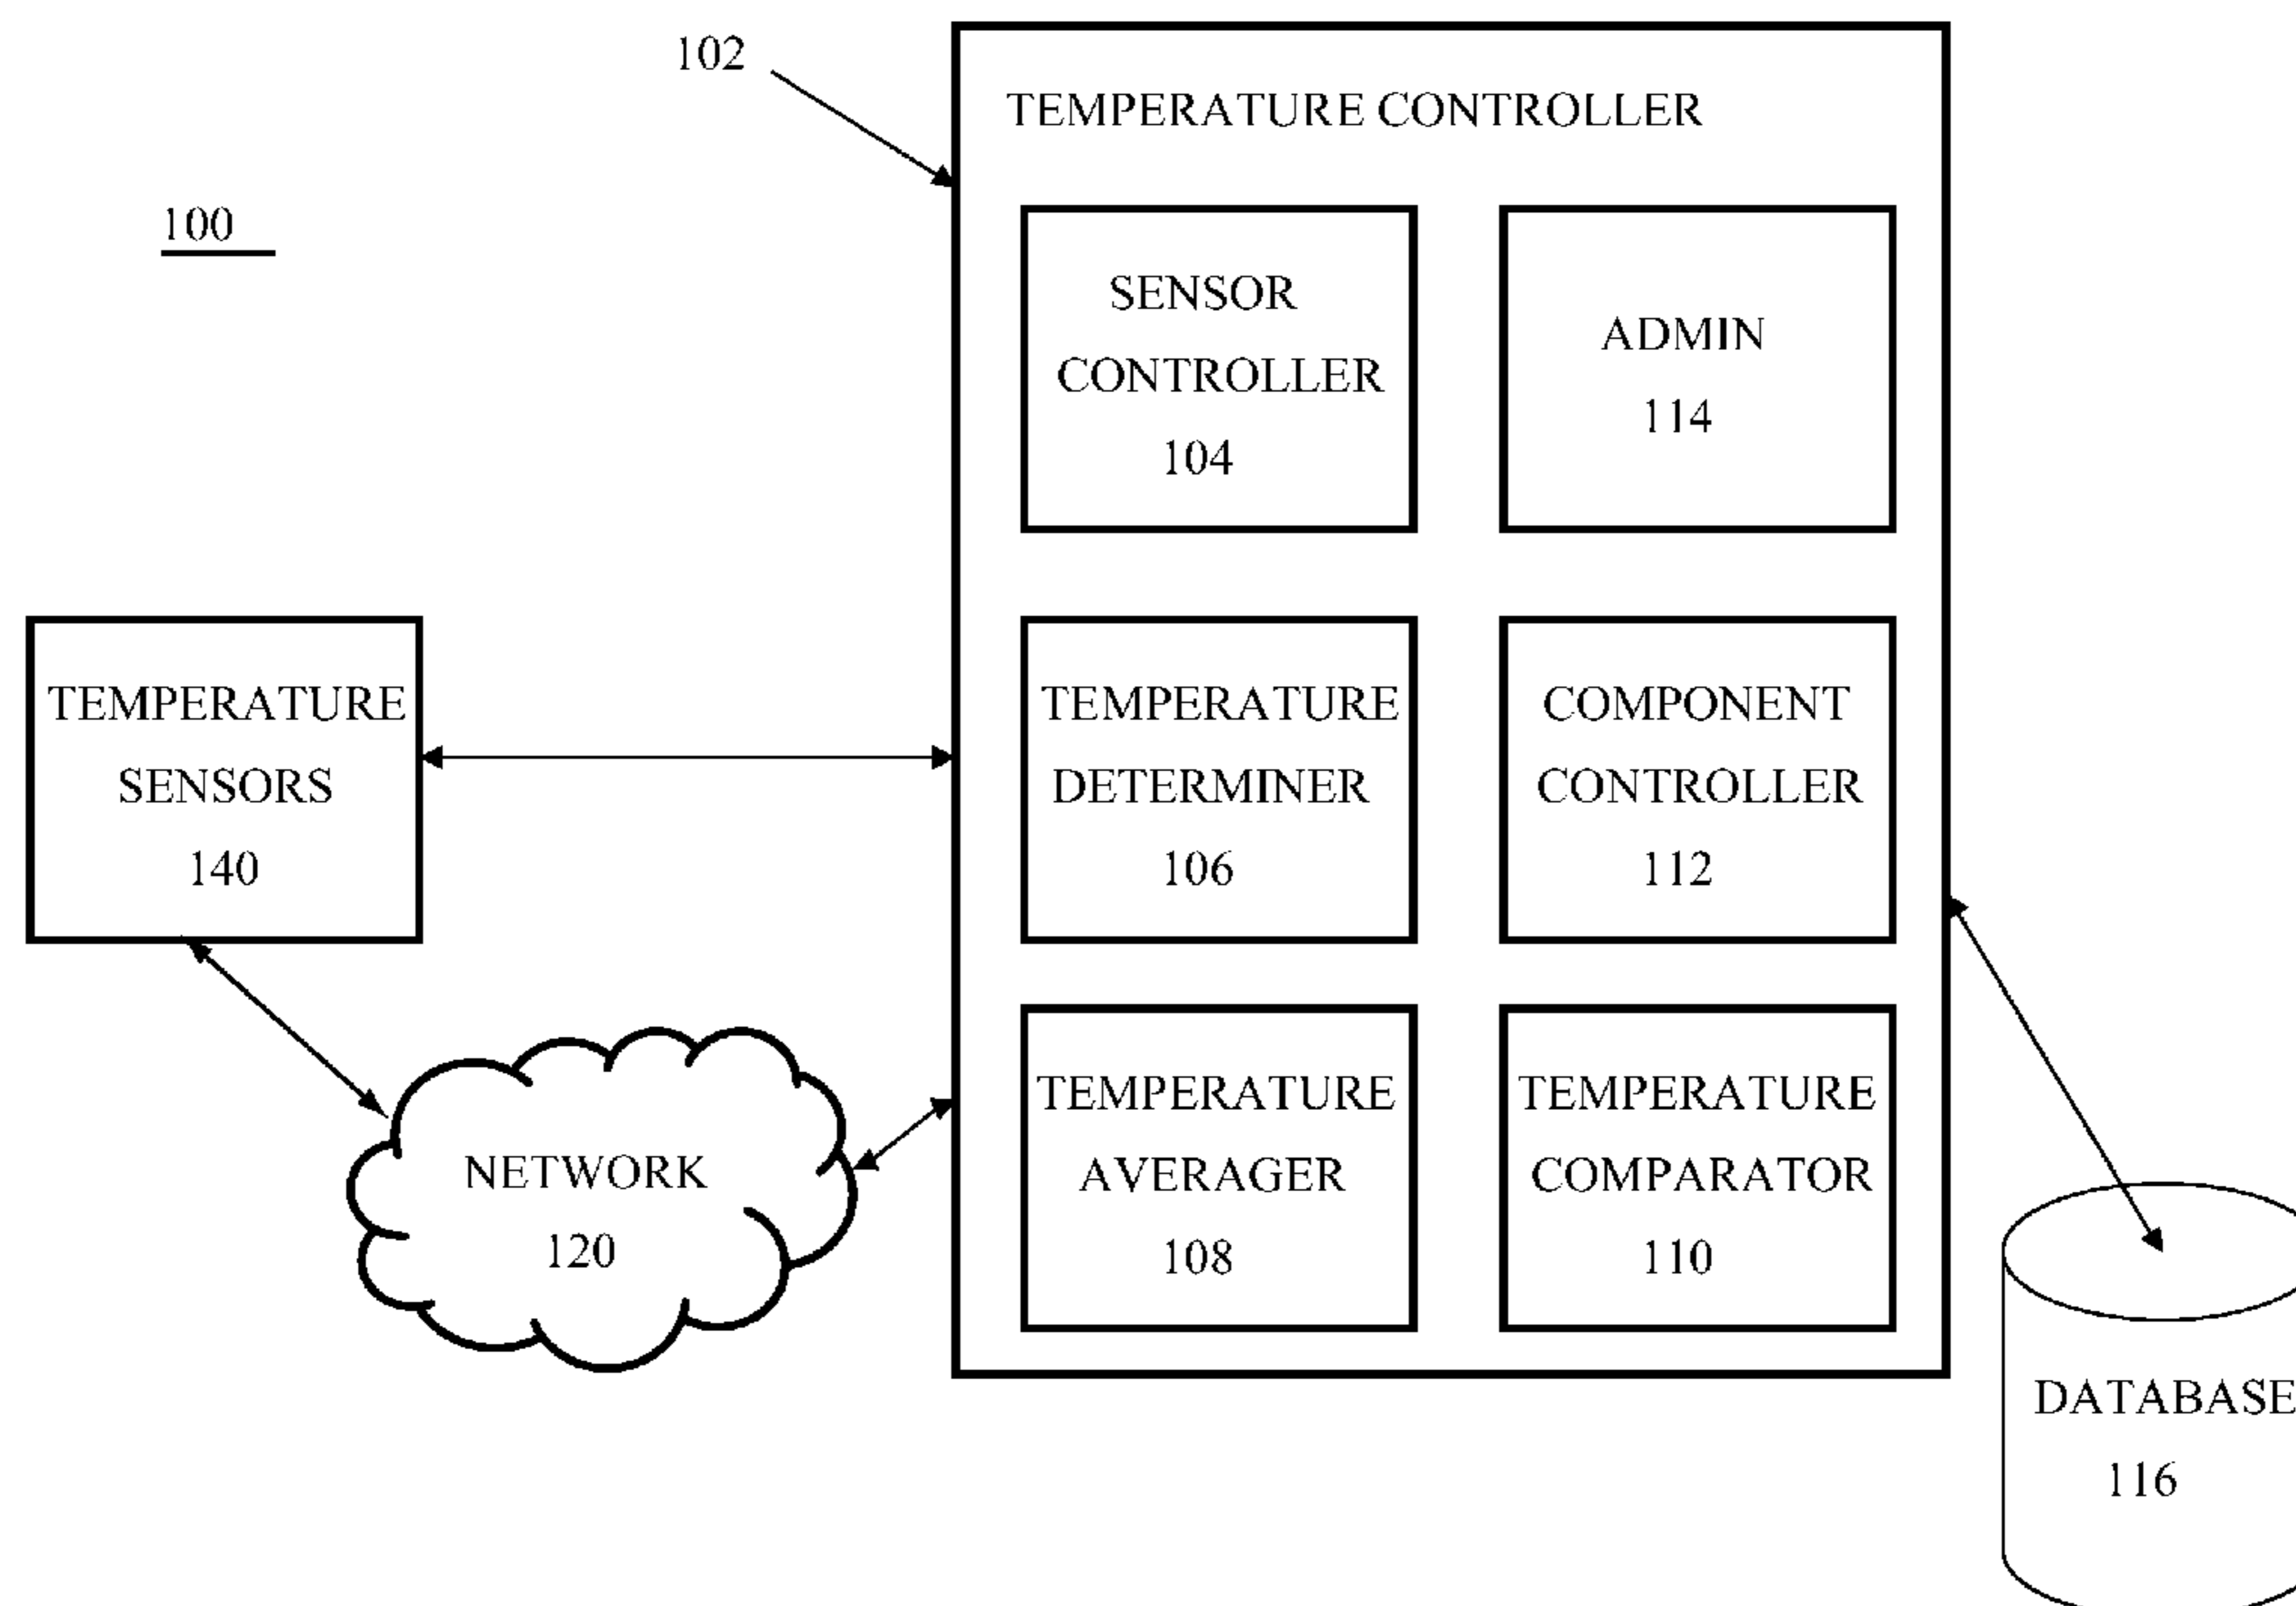 102
TEMPERATURE CONTROLLER
100
SENSOR
CONTROLLER
104
ADMIN
114
TEMPERATURE
SENSORS
140
TEMPERATURE
DETERMINER
106
COMPONENT
CONTROLLER
112
NETWORK
120
TEMPERATURE
AVERAGER
108
TEMPERATURE
COMPARATOR
110
DATABASE
116